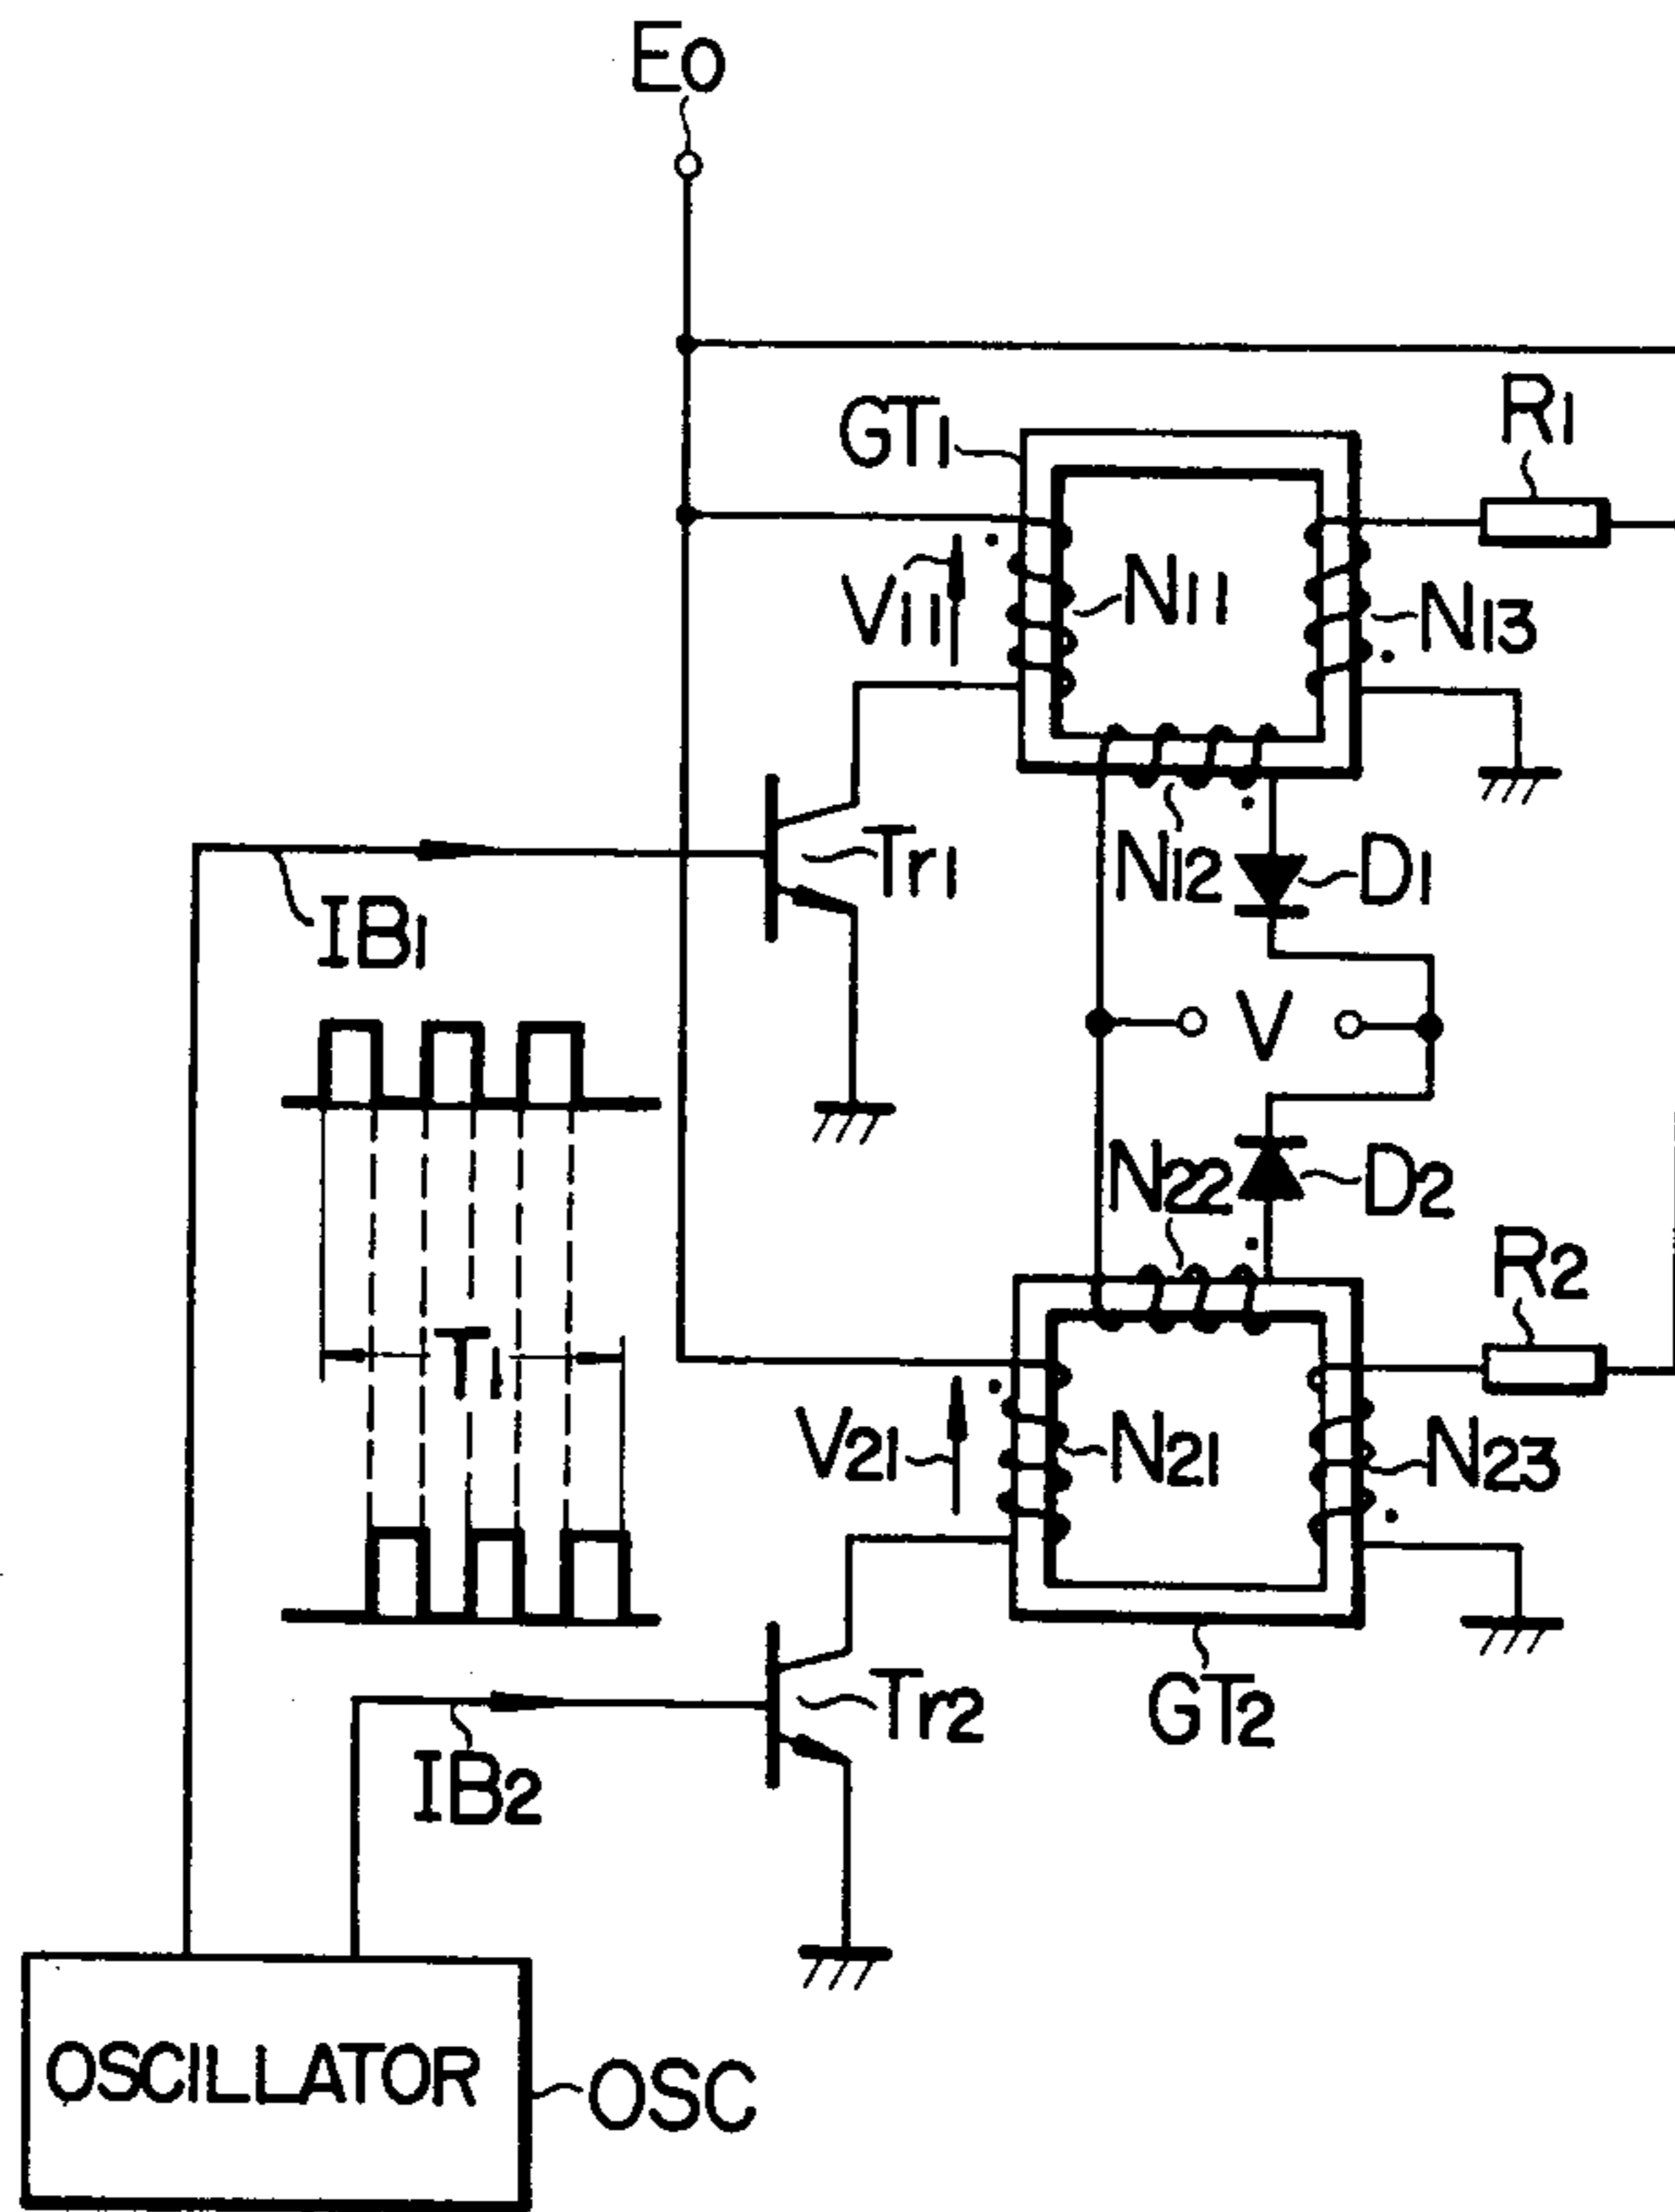 Eo
GT1
R1
V11
N11
N13
Tr1
N12
D1
IB1
V
N22
D2
R2
T1
V21
N21
N23
Tr2
GT2
IB2
OSCILLATOR
OSC